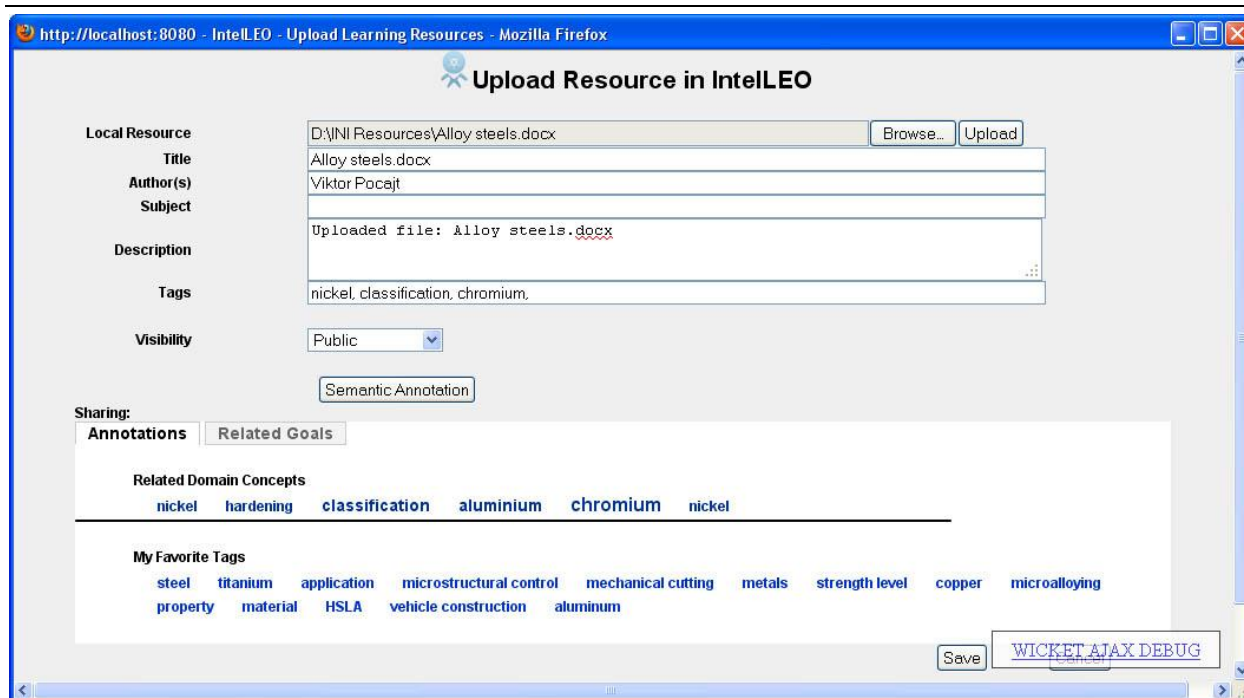 http://localhost:8080 - IntelLEO - Upload Learning Resources - Mozilla Firefox
Upload Resource in IntelLEO
Local Resource D:\INI Resources\Alloy steels.docx Browse... Upload
Title Alloy steels.docx
Author(s) Viktor Pocajt
Subject
Description Uploaded file: Alloy steels.docx
Tags nickel, classification, chromium,
Visibility Public
Semantic Annotation
Sharing:
Annotations Related Goals
Related Domain Concepts
nickel hardening classification aluminium chromium nickel
My Favorite Tags
steel titanium application microstructural control mechanical cutting metals strength level copper microalloying
property material HSLA vehicle construction aluminum
Save Cancel WICKET AJAX DEBUG